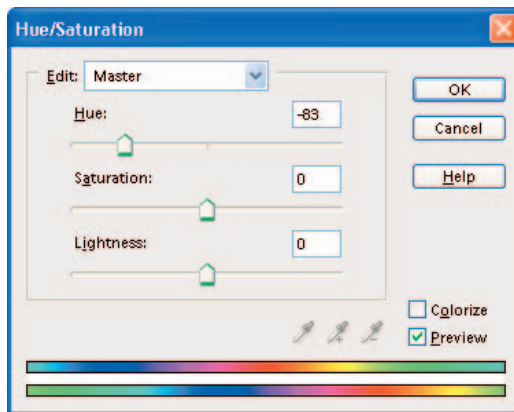 Hue/Saturation
Edit: Master
OK
Hue: -83
Cancel
Saturation: 0
Help
Lightness: 0
Colorize
Preview